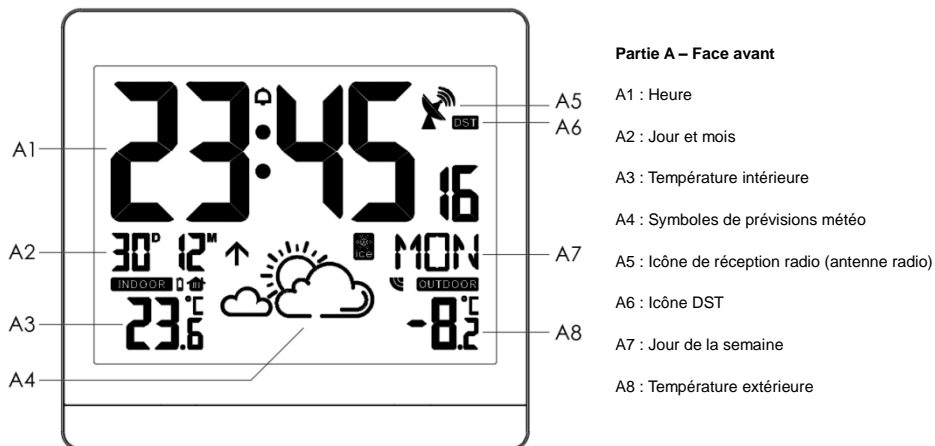 Partie A – Face avant
A1 : Heure
A2 : Jour et mois
A3 : Température intérieure
A4 : Symboles de prévisions météo
A5 : Icône de réception radio (antenne radio)
A6 : Icône DST
A7 : Jour de la semaine
A8 : Température extérieure
A1
A2
A3
A4
A5
A6
A7
A8
23:45
DST
16
30D 12M
ice
MON
INDOOR
OUTDOOR
23.6°C
-8.2°C